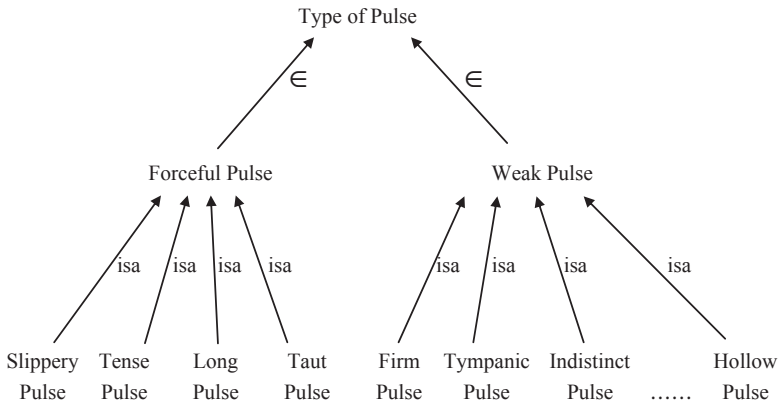 Type of Pulse
∈ ∈
Forceful Pulse Weak Pulse
isa isa isa isa isa isa isa isa
Slippery Tense Long Taut Firm Tympanic Indistinct Hollow
Pulse Pulse Pulse Pulse Pulse Pulse Pulse …… Pulse